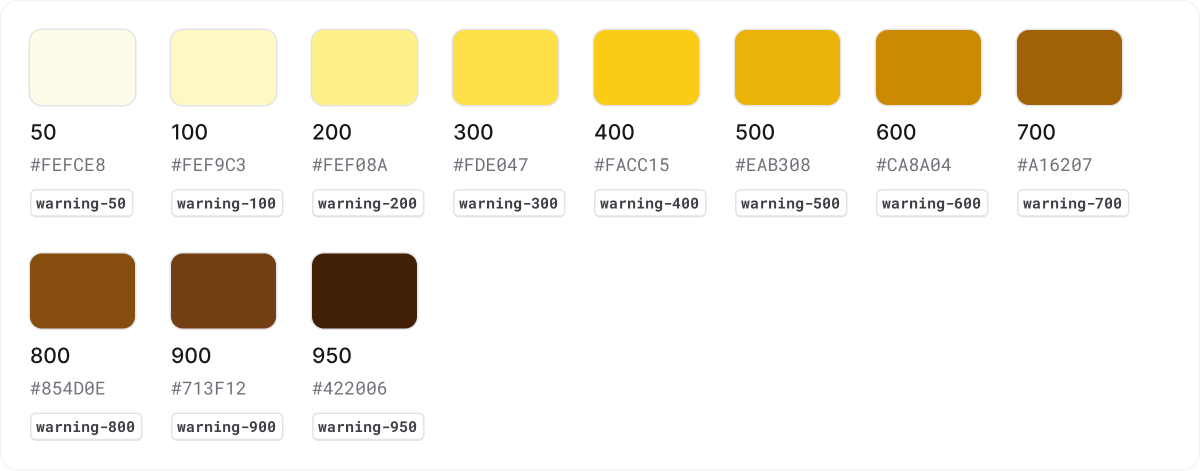 50 100 200 300 400 500 600 700
#FEFCE8 #FEF9C3 #FEF08A #FDE047 #FACC15 #EAB308 #CA8A04 #A16207
warning-50 warning-100 warning-200 warning-300 warning-400 warning-500 warning-600 warning-700
800 900 950
#854D0E #713F12 #422006
warning-800 warning-900 warning-950